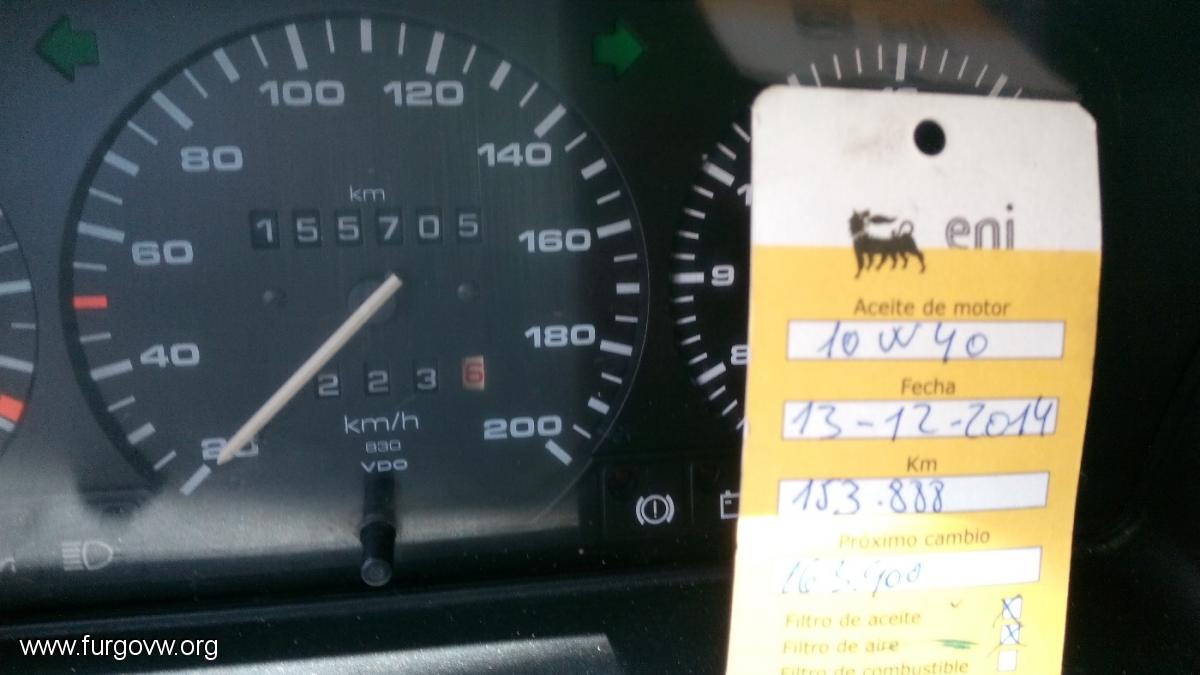 100 120
80 140
km
155705
60 160
40 180
2236
km/h
830
VDO
20 200
9
8
eni
Aceite de motor
10 W 40
Fecha
13-12-2014
Km
153.888
Próximo cambio
163.900
Filtro de aceite
Filtro de aire
Filtro de combustible
www.furgovw.org